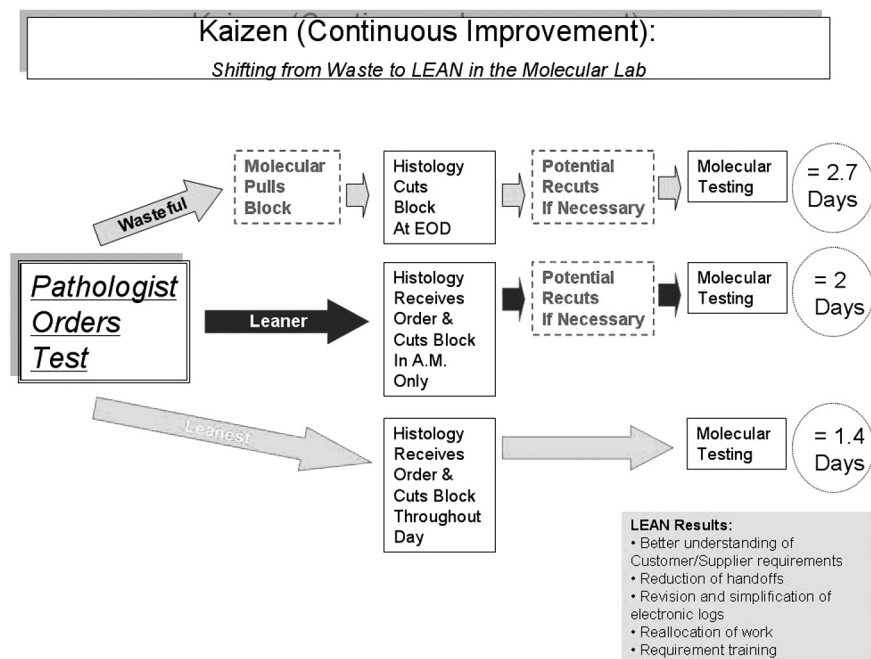 Kaizen (Continuous Improvement):
Shifting from Waste to LEAN in the Molecular Lab
Wasteful
Molecular
Pulls
Block
Histology
Cuts
Block
At EOD
Potential
Recuts
If Necessary
Molecular
Testing
= 2.7
Days
Pathologist
Orders
Test
Leaner
Histology
Receives
Order &
Cuts Block
In A.M.
Only
Potential
Recuts
If Necessary
Molecular
Testing
= 2
Days
Leanest
Histology
Receives
Order &
Cuts Block
Throughout
Day
Molecular
Testing
= 1.4
Days
LEAN Results:
• Better understanding of
Customer/Supplier requirements
• Reduction of handoffs
• Revision and simplification of
electronic logs
• Reallocation of work
• Requirement training